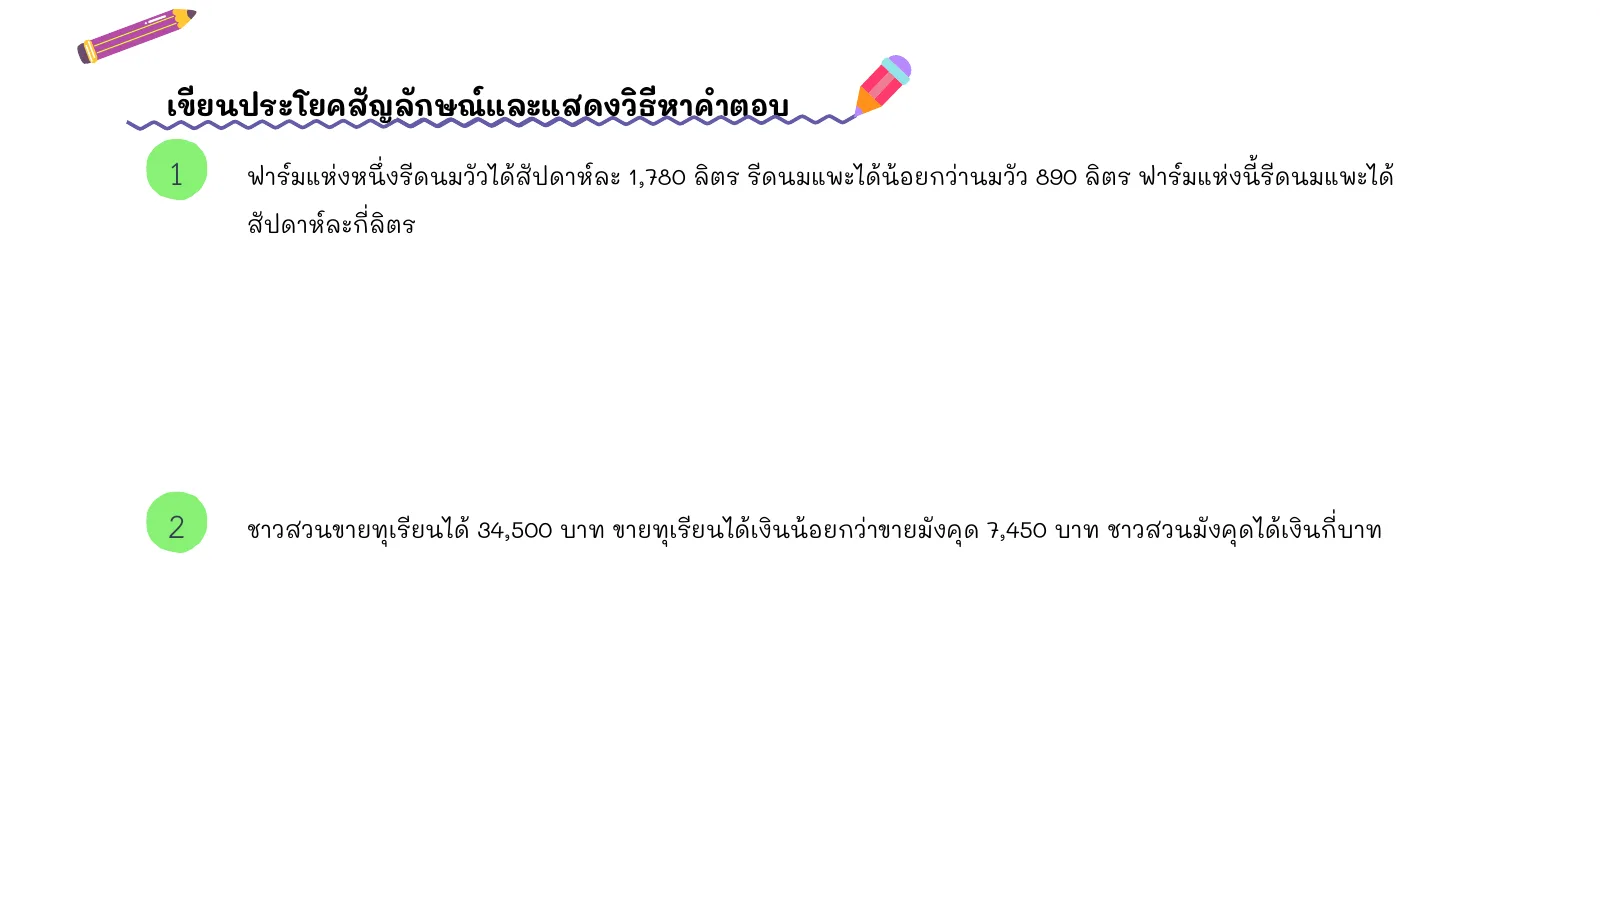 เขียนประโยคสัญลักษณ์และแสดงวิธีหาคำตอบ
1
ฟาร์มแห่งหนึ่งรีดนมวัวได้สัปดาห์ละ 1,780 ลิตร รีดนมแพะได้น้อยกว่านมวัว 890 ลิตร ฟาร์มแห่งนี้รีดนมแพะได้
สัปดาห์ละกี่ลิตร
2
ชาวสวนขายทุเรียนได้ 34,500 บาท ขายทุเรียนได้เงินน้อยกว่าขายมังคุด 7,450 บาท ชาวสวนมังคุดได้เงินกี่บาท